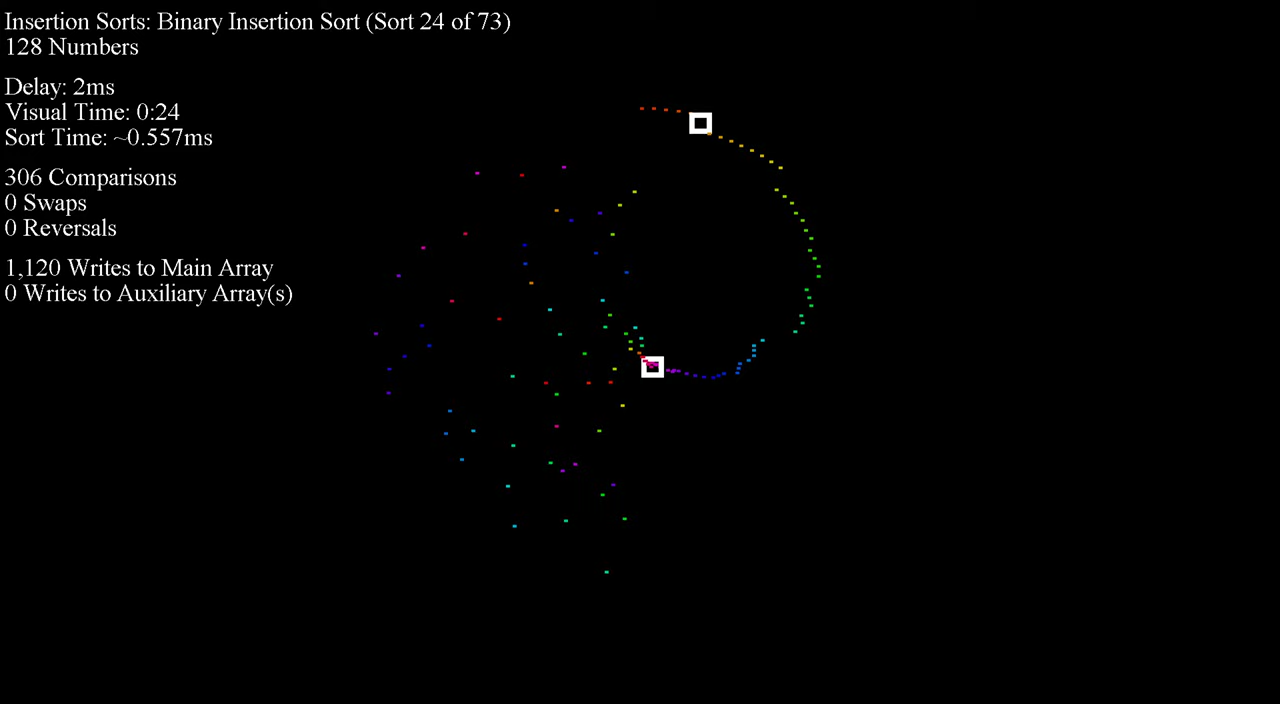 Insertion Sorts: Binary Insertion Sort (Sort 24 of 73)
128 Numbers
Delay: 2ms
Visual Time: 0:24
Sort Time: ~0.557ms
306 Comparisons
0 Swaps
0 Reversals
1,120 Writes to Main Array
0 Writes to Auxiliary Array(s)